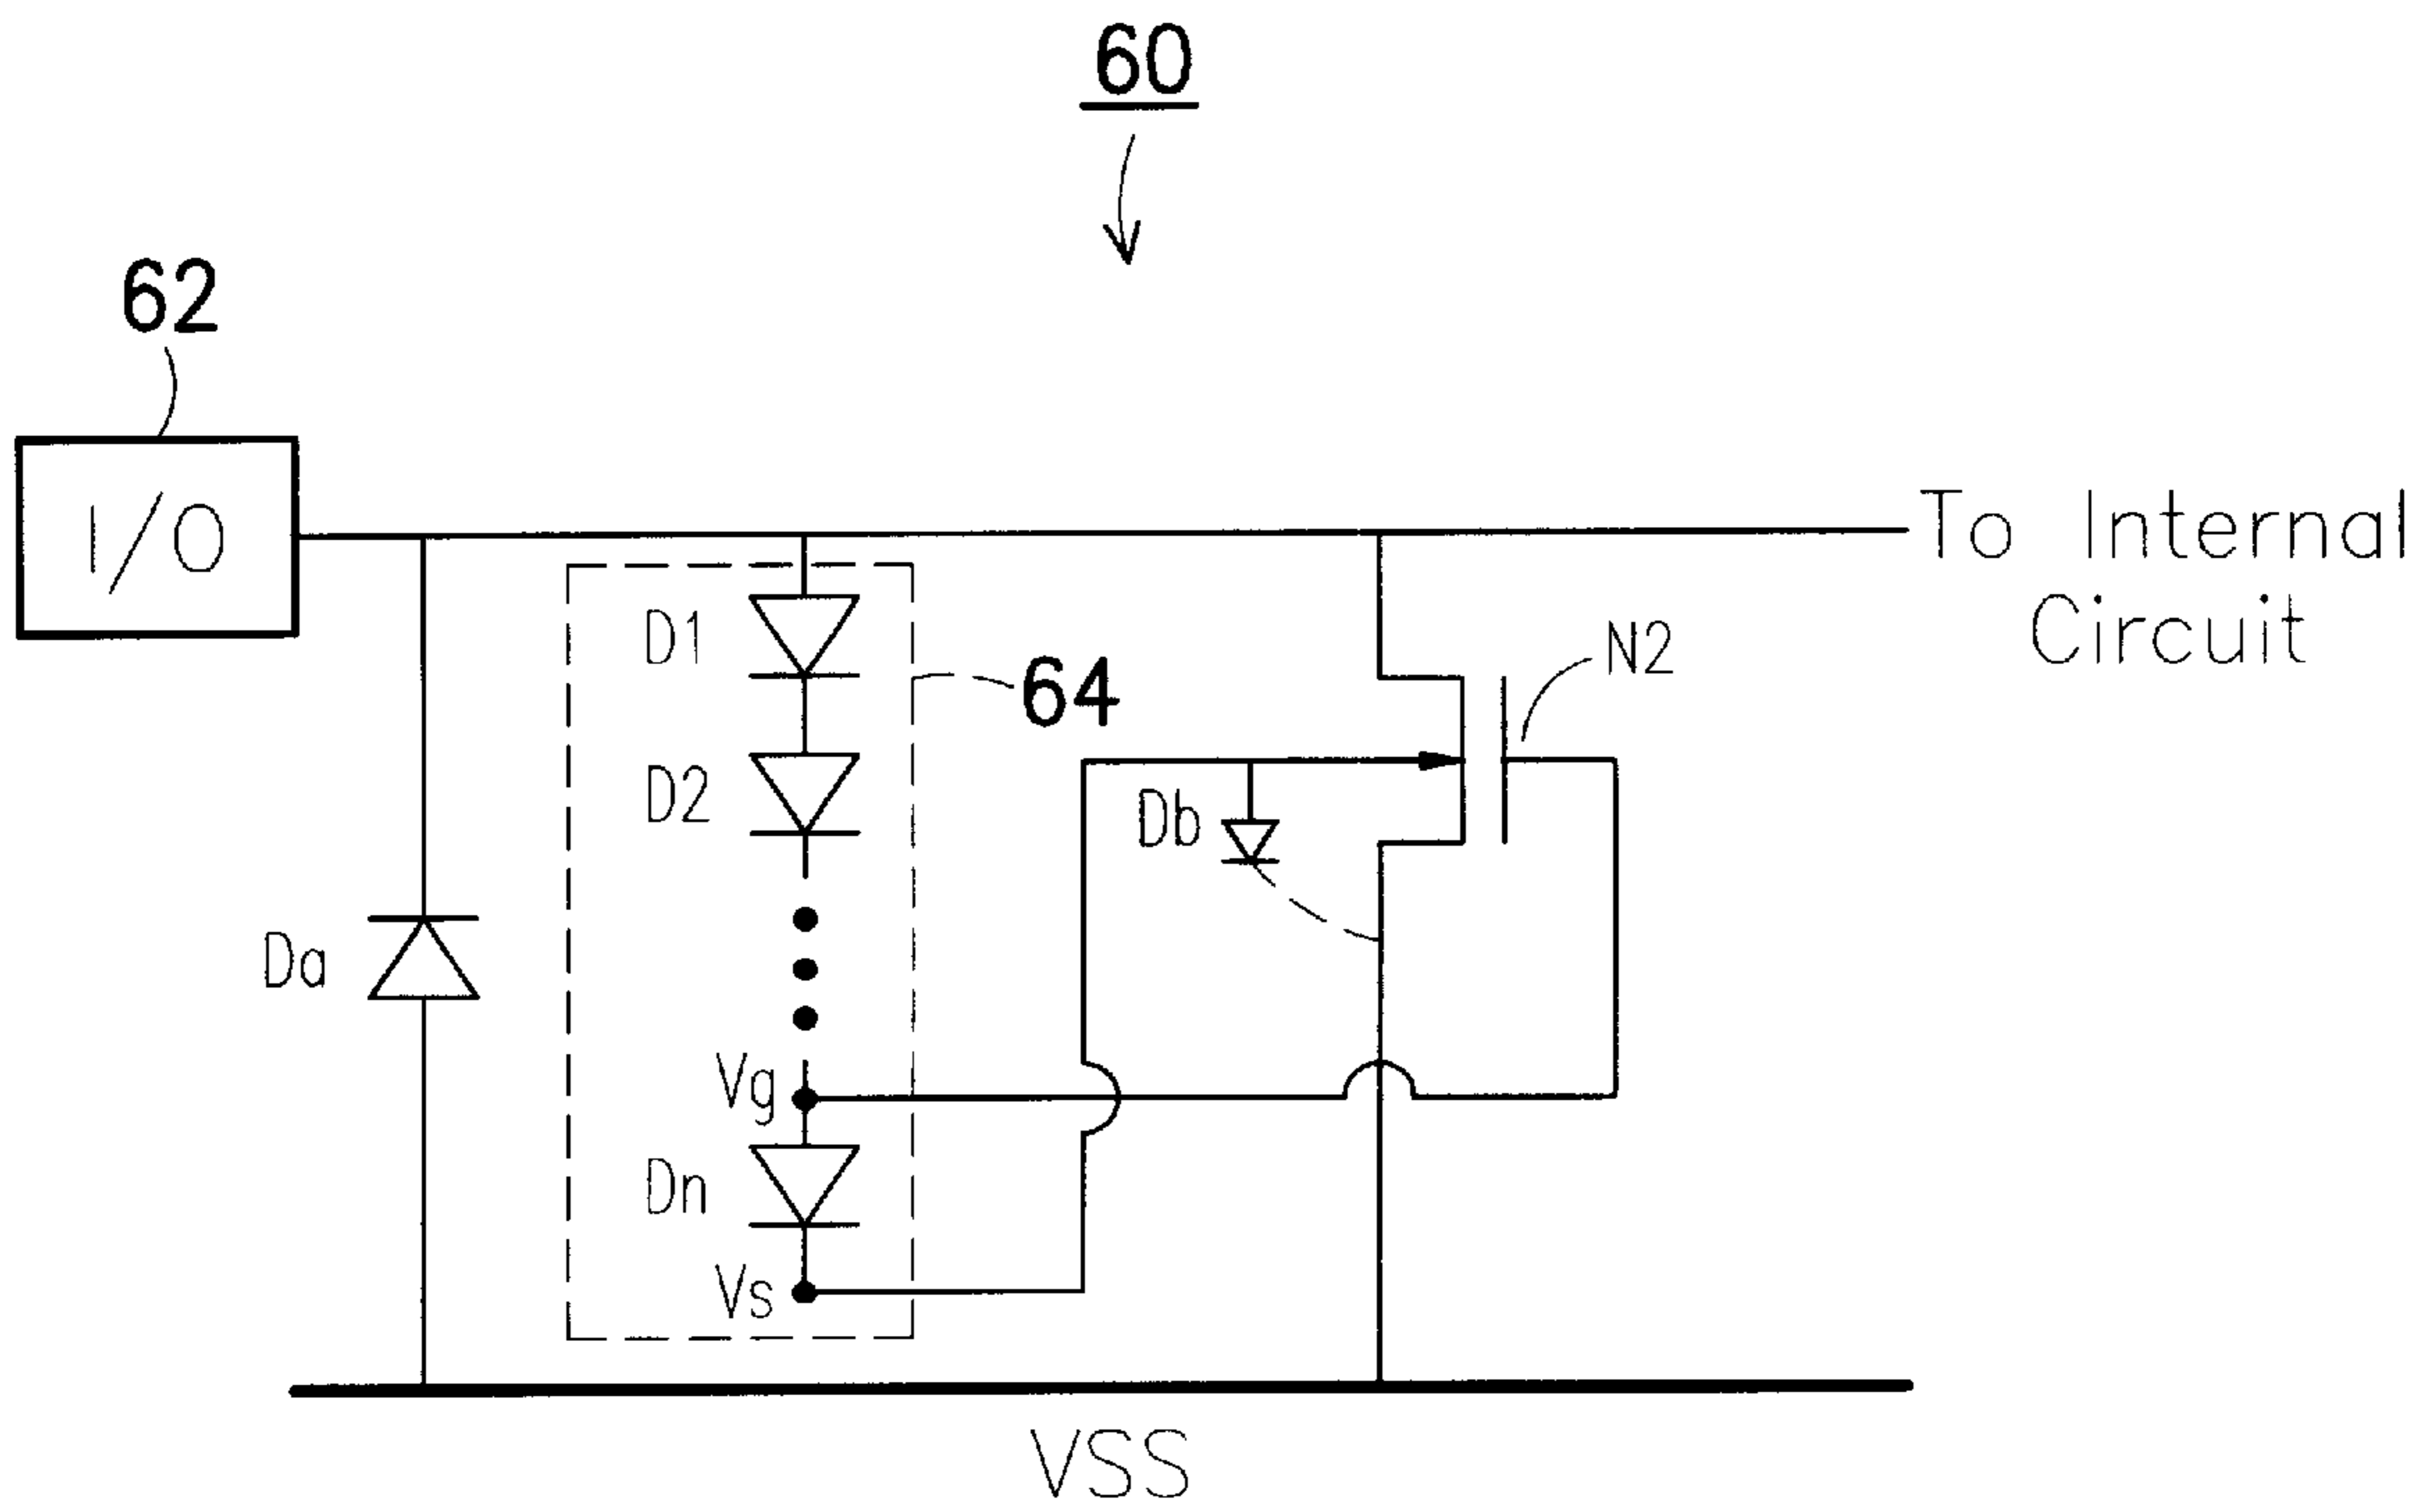 60
62
I/O
To Internal
Circuit
D1
N2
64
D2
Db
Da
Vg
Dn
Vs
VSS